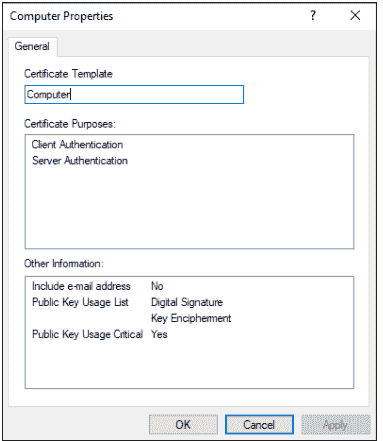 Computer Properties
General
Certificate Template
Computer
Certificate Purposes:
Client Authentication
Server Authentication
Other Information:
Include e-mail address No
Public Key Usage List Digital Signature
Key Encipherment
Public Key Usage Critical Yes
OK Cancel Apply